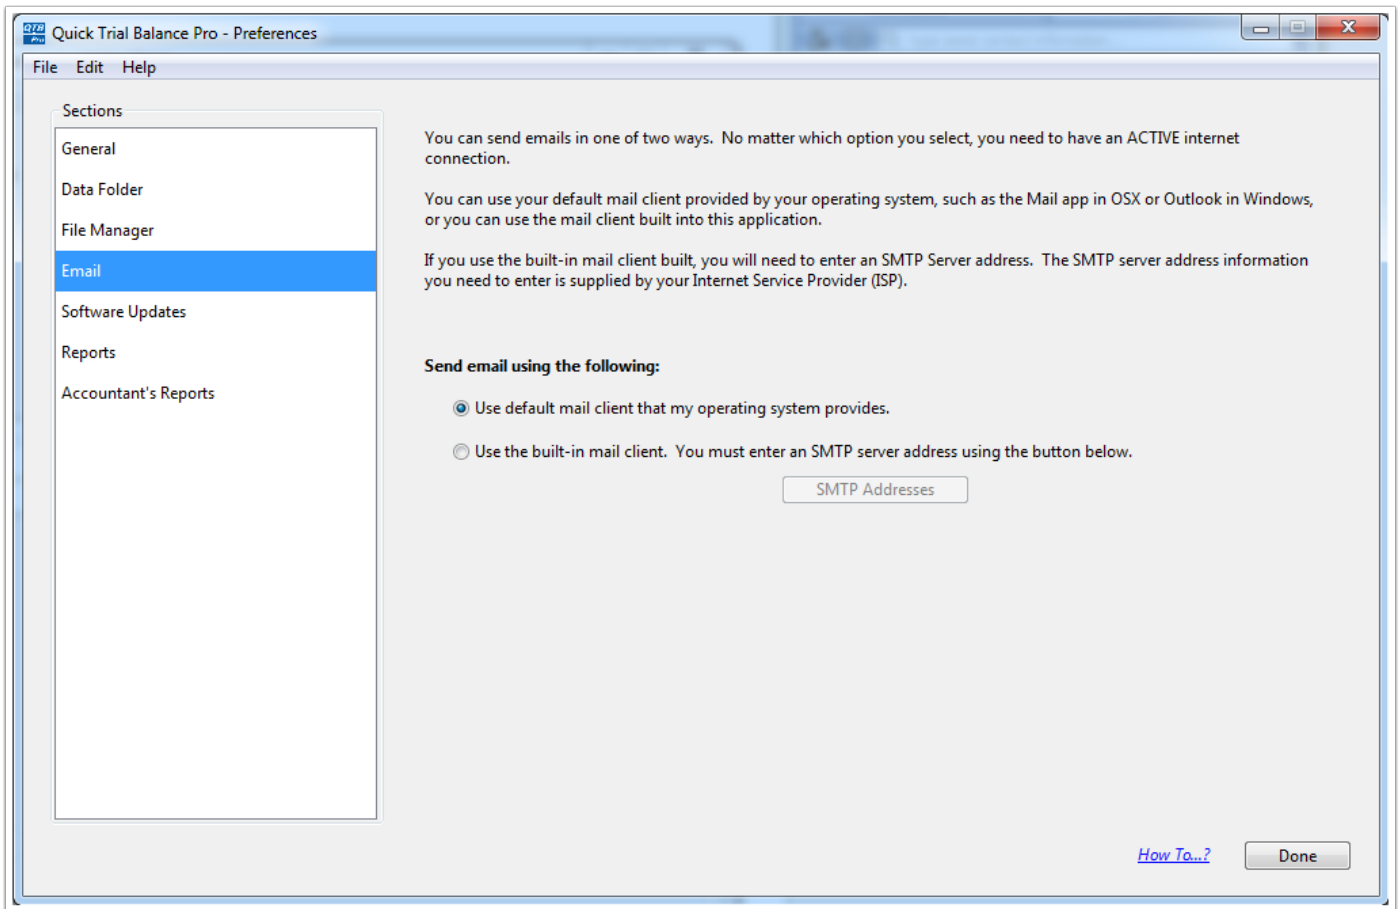 QTB
Pro
Quick Trial Balance Pro - Preferences
File Edit Help
Sections
General
Data Folder
File Manager
Email
Software Updates
Reports
Accountant's Reports
You can send emails in one of two ways.  No matter which option you select, you need to have an ACTIVE internet
connection.
You can use your default mail client provided by your operating system, such as the Mail app in OSX or Outlook in Windows,
or you can use the mail client built into this application.
If you use the built-in mail client built, you will need to enter an SMTP Server address.  The SMTP server address information
you need to enter is supplied by your Internet Service Provider (ISP).
Send email using the following:
Use default mail client that my operating system provides.
Use the built-in mail client.  You must enter an SMTP server address using the button below.
SMTP Addresses
How To...?
Done